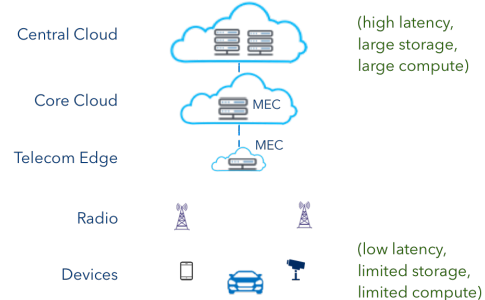 Central Cloud
(high latency,
large storage,
large compute)
Core Cloud
MEC
MEC
Telecom Edge
Radio
Devices
(low latency,
limited storage,
limited compute)